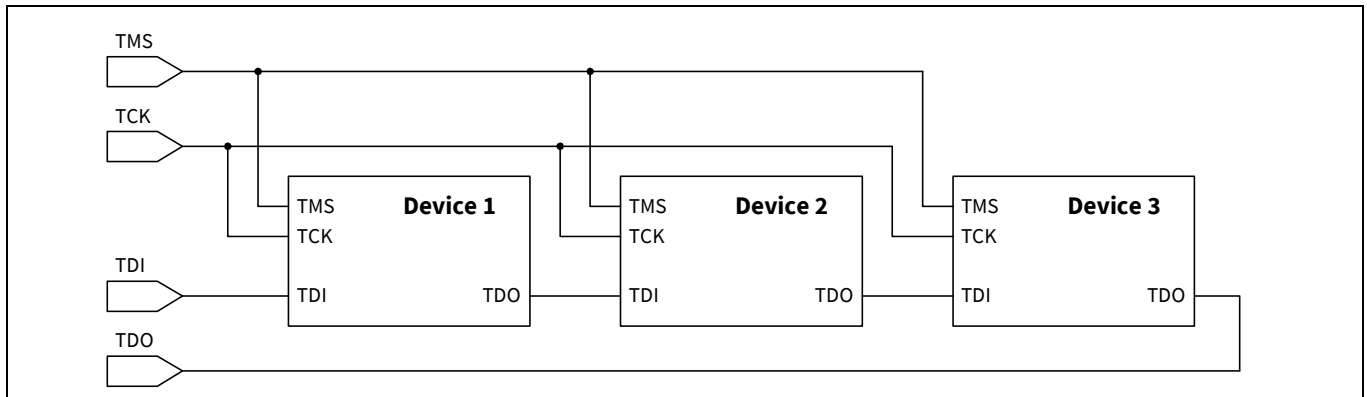 TMS
TCK
TMS Device 1 TMS Device 2 TMS Device 3
TCK TCK TCK
TDI
TDI TDO TDI TDO TDI TDO
TDO